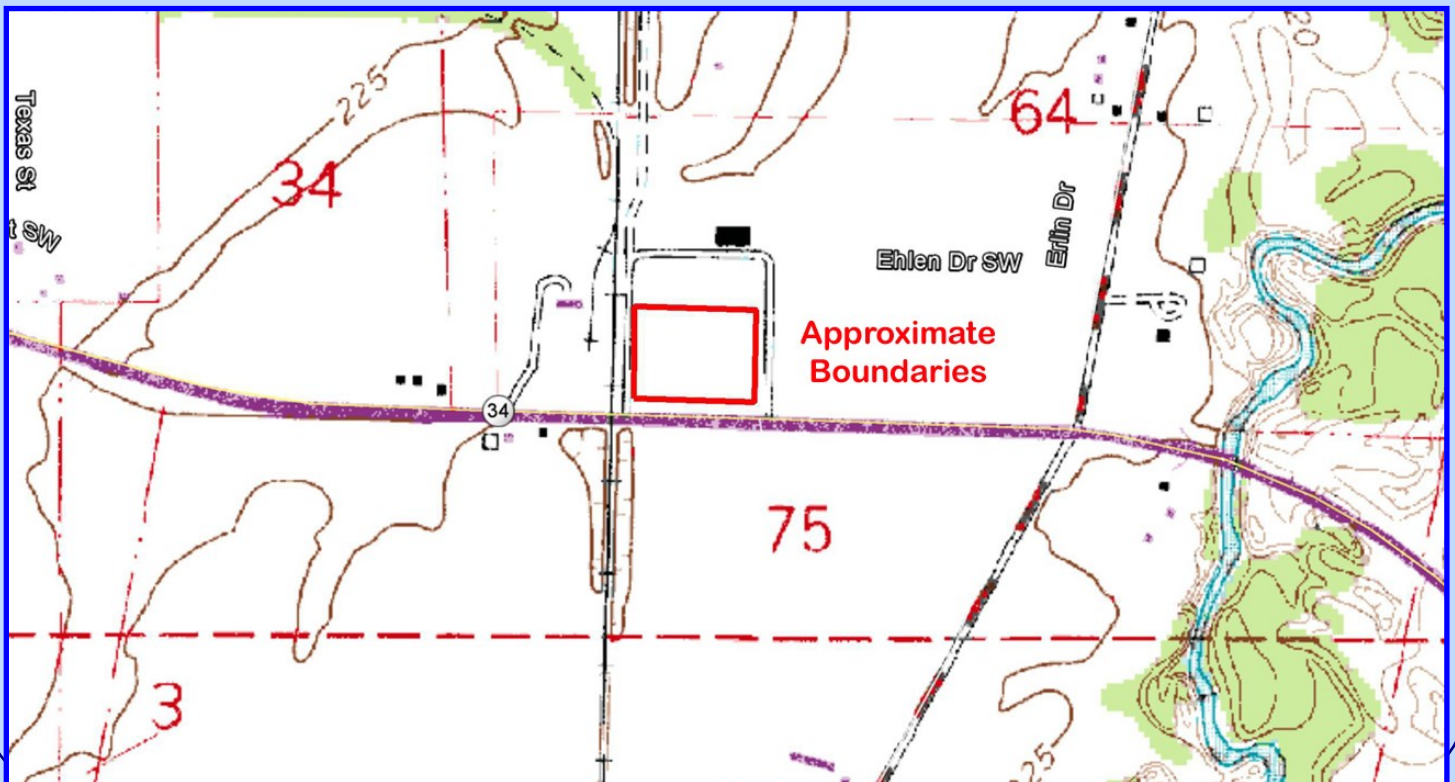 225
Texas St
34
64
t SW
Ehlen Dr SW
Erlin Dr
Approximate
Boundaries
34
75
3
225